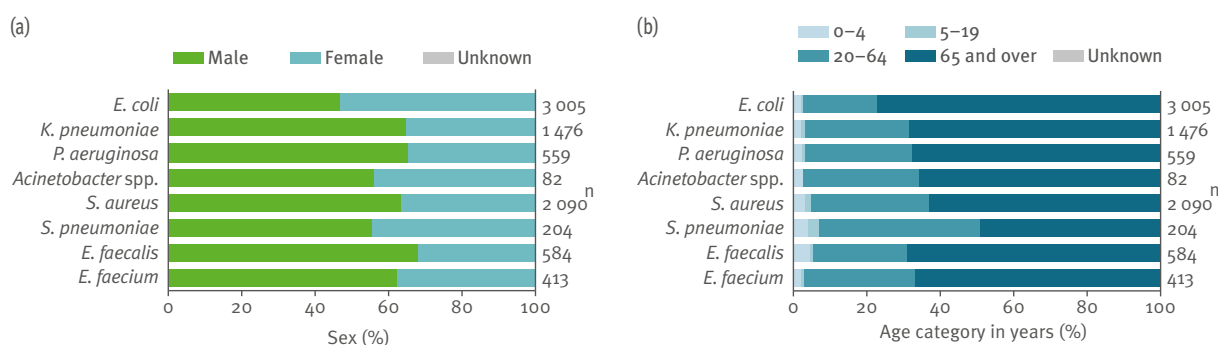 (a)
Male Female Unknown
E. coli 3 005
K. pneumoniae 1 476
P. aeruginosa 559
Acinetobacter spp. 82
S. aureus 2 090
n
S. pneumoniae 204
E. faecalis 584
E. faecium 413
0 20 40 60 80 100
Sex (%)
(b)
0–4 5–19
20–64 65 and over Unknown
E. coli 3 005
K. pneumoniae 1 476
P. aeruginosa 559
Acinetobacter spp. 82
S. aureus 2 090
n
S. pneumoniae 204
E. faecalis 584
E. faecium 413
0 20 40 60 80 100
Age category in years (%)